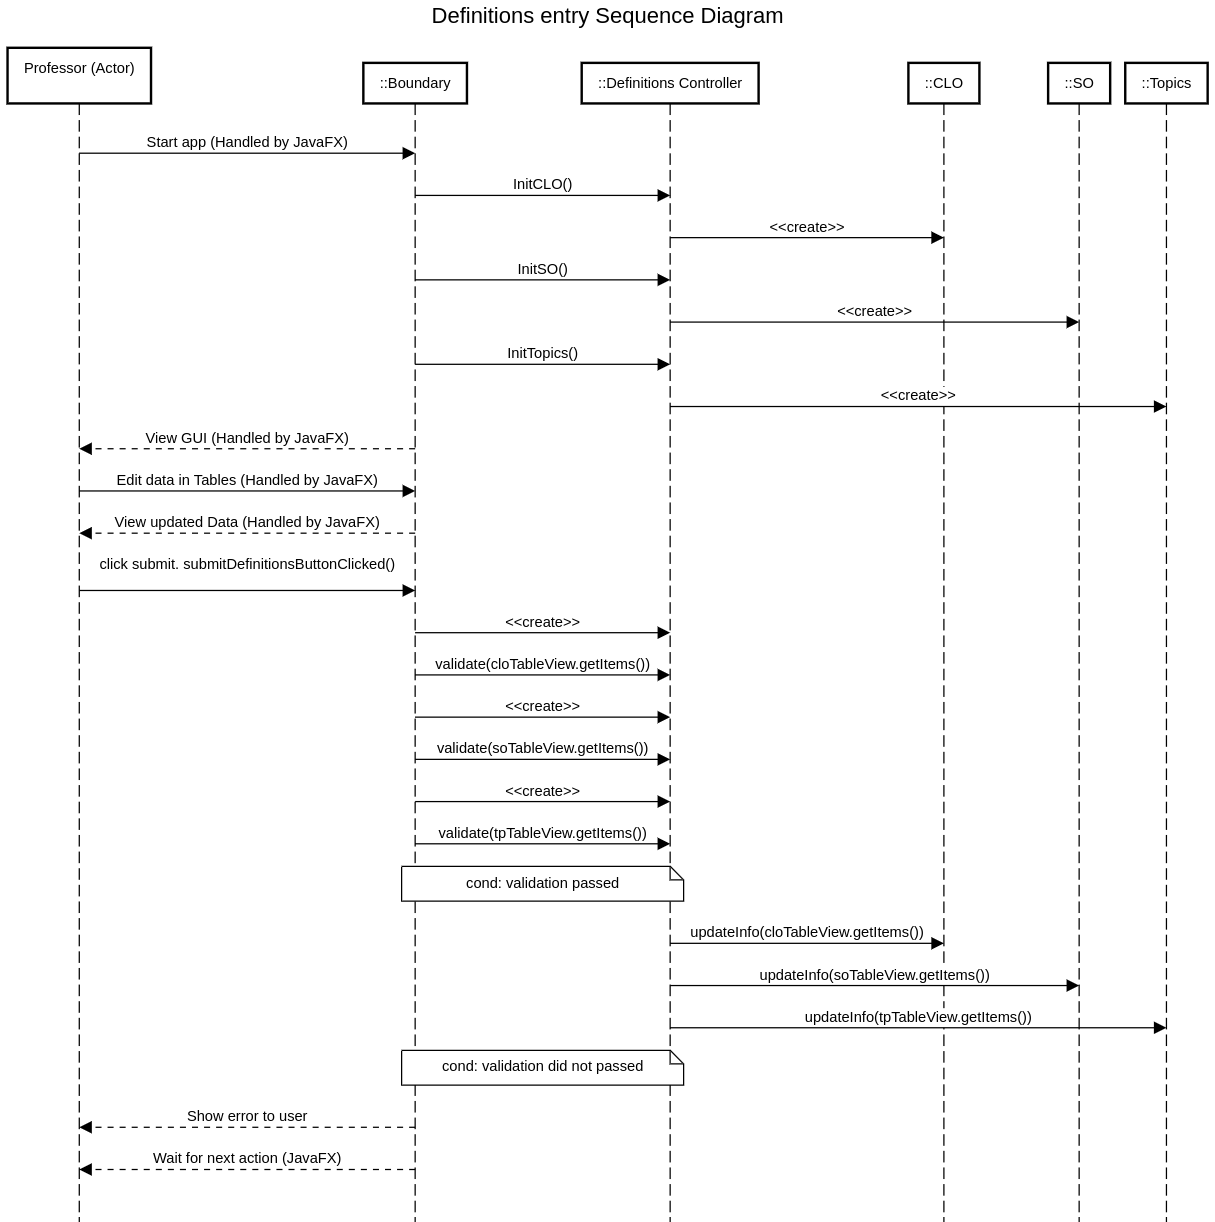 Definitions entry Sequence Diagram
Professor (Actor)
::Boundary
::Definitions Controller
::CLO
::SO
::Topics
Start app (Handled by JavaFX)
InitCLO()
<<create>>
InitSO()
<<create>>
InitTopics()
<<create>>
View GUI (Handled by JavaFX)
Edit data in Tables (Handled by JavaFX)
View updated Data (Handled by JavaFX)
click submit. submitDefinitionsButtonClicked()
<<create>>
validate(cloTableView.getItems())
<<create>>
validate(soTableView.getItems())
<<create>>
validate(tpTableView.getItems())
cond: validation passed
updateInfo(cloTableView.getItems())
updateInfo(soTableView.getItems())
updateInfo(tpTableView.getItems())
cond: validation did not passed
Show error to user
Wait for next action (JavaFX)